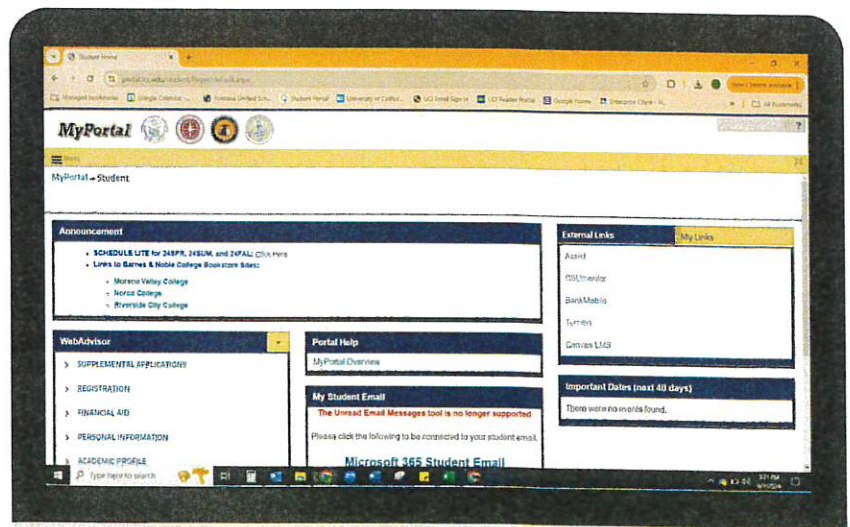 Student Home
MyPortal
?
Menu
MyPortal → Student
Announcement
SCHEDULE LITE for 24SPR, 24SUM, and 24FAL: Click Here
Links to Barnes & Noble College Bookstore Sites:
Moreno Valley College
Norco College
Riverside City College
External Links
My Links
Assist
CSUmentor
BankMobile
Canvas LMS
WebAdvisor
SUPPLEMENTAL APPLICATIONS
REGISTRATION
FINANCIAL AID
PERSONAL INFORMATION
ACADEMIC PROFILE
Portal Help
MyPortal Overview
My Student Email
The Unread Email Messages tool is no longer supported
Please click the following to be connected to your student email.
Microsoft 365 Student Email
Important Dates (next 40 days)
There were no events found.
Type here to search
3:21 PM